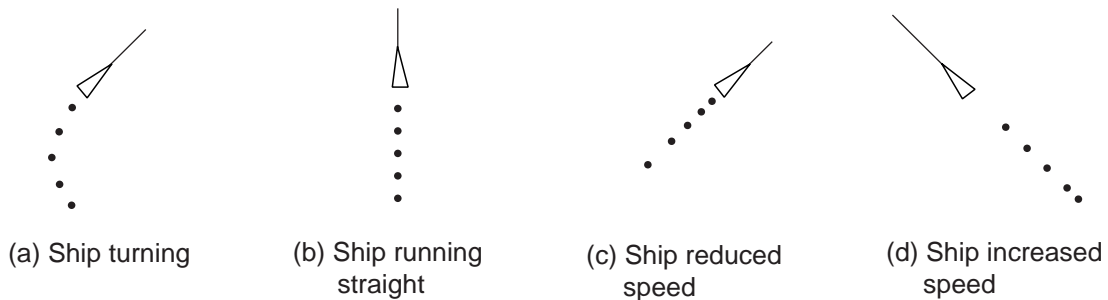 (a) Ship turning
(b) Ship running
straight
(c) Ship reduced
speed
(d) Ship increased
speed